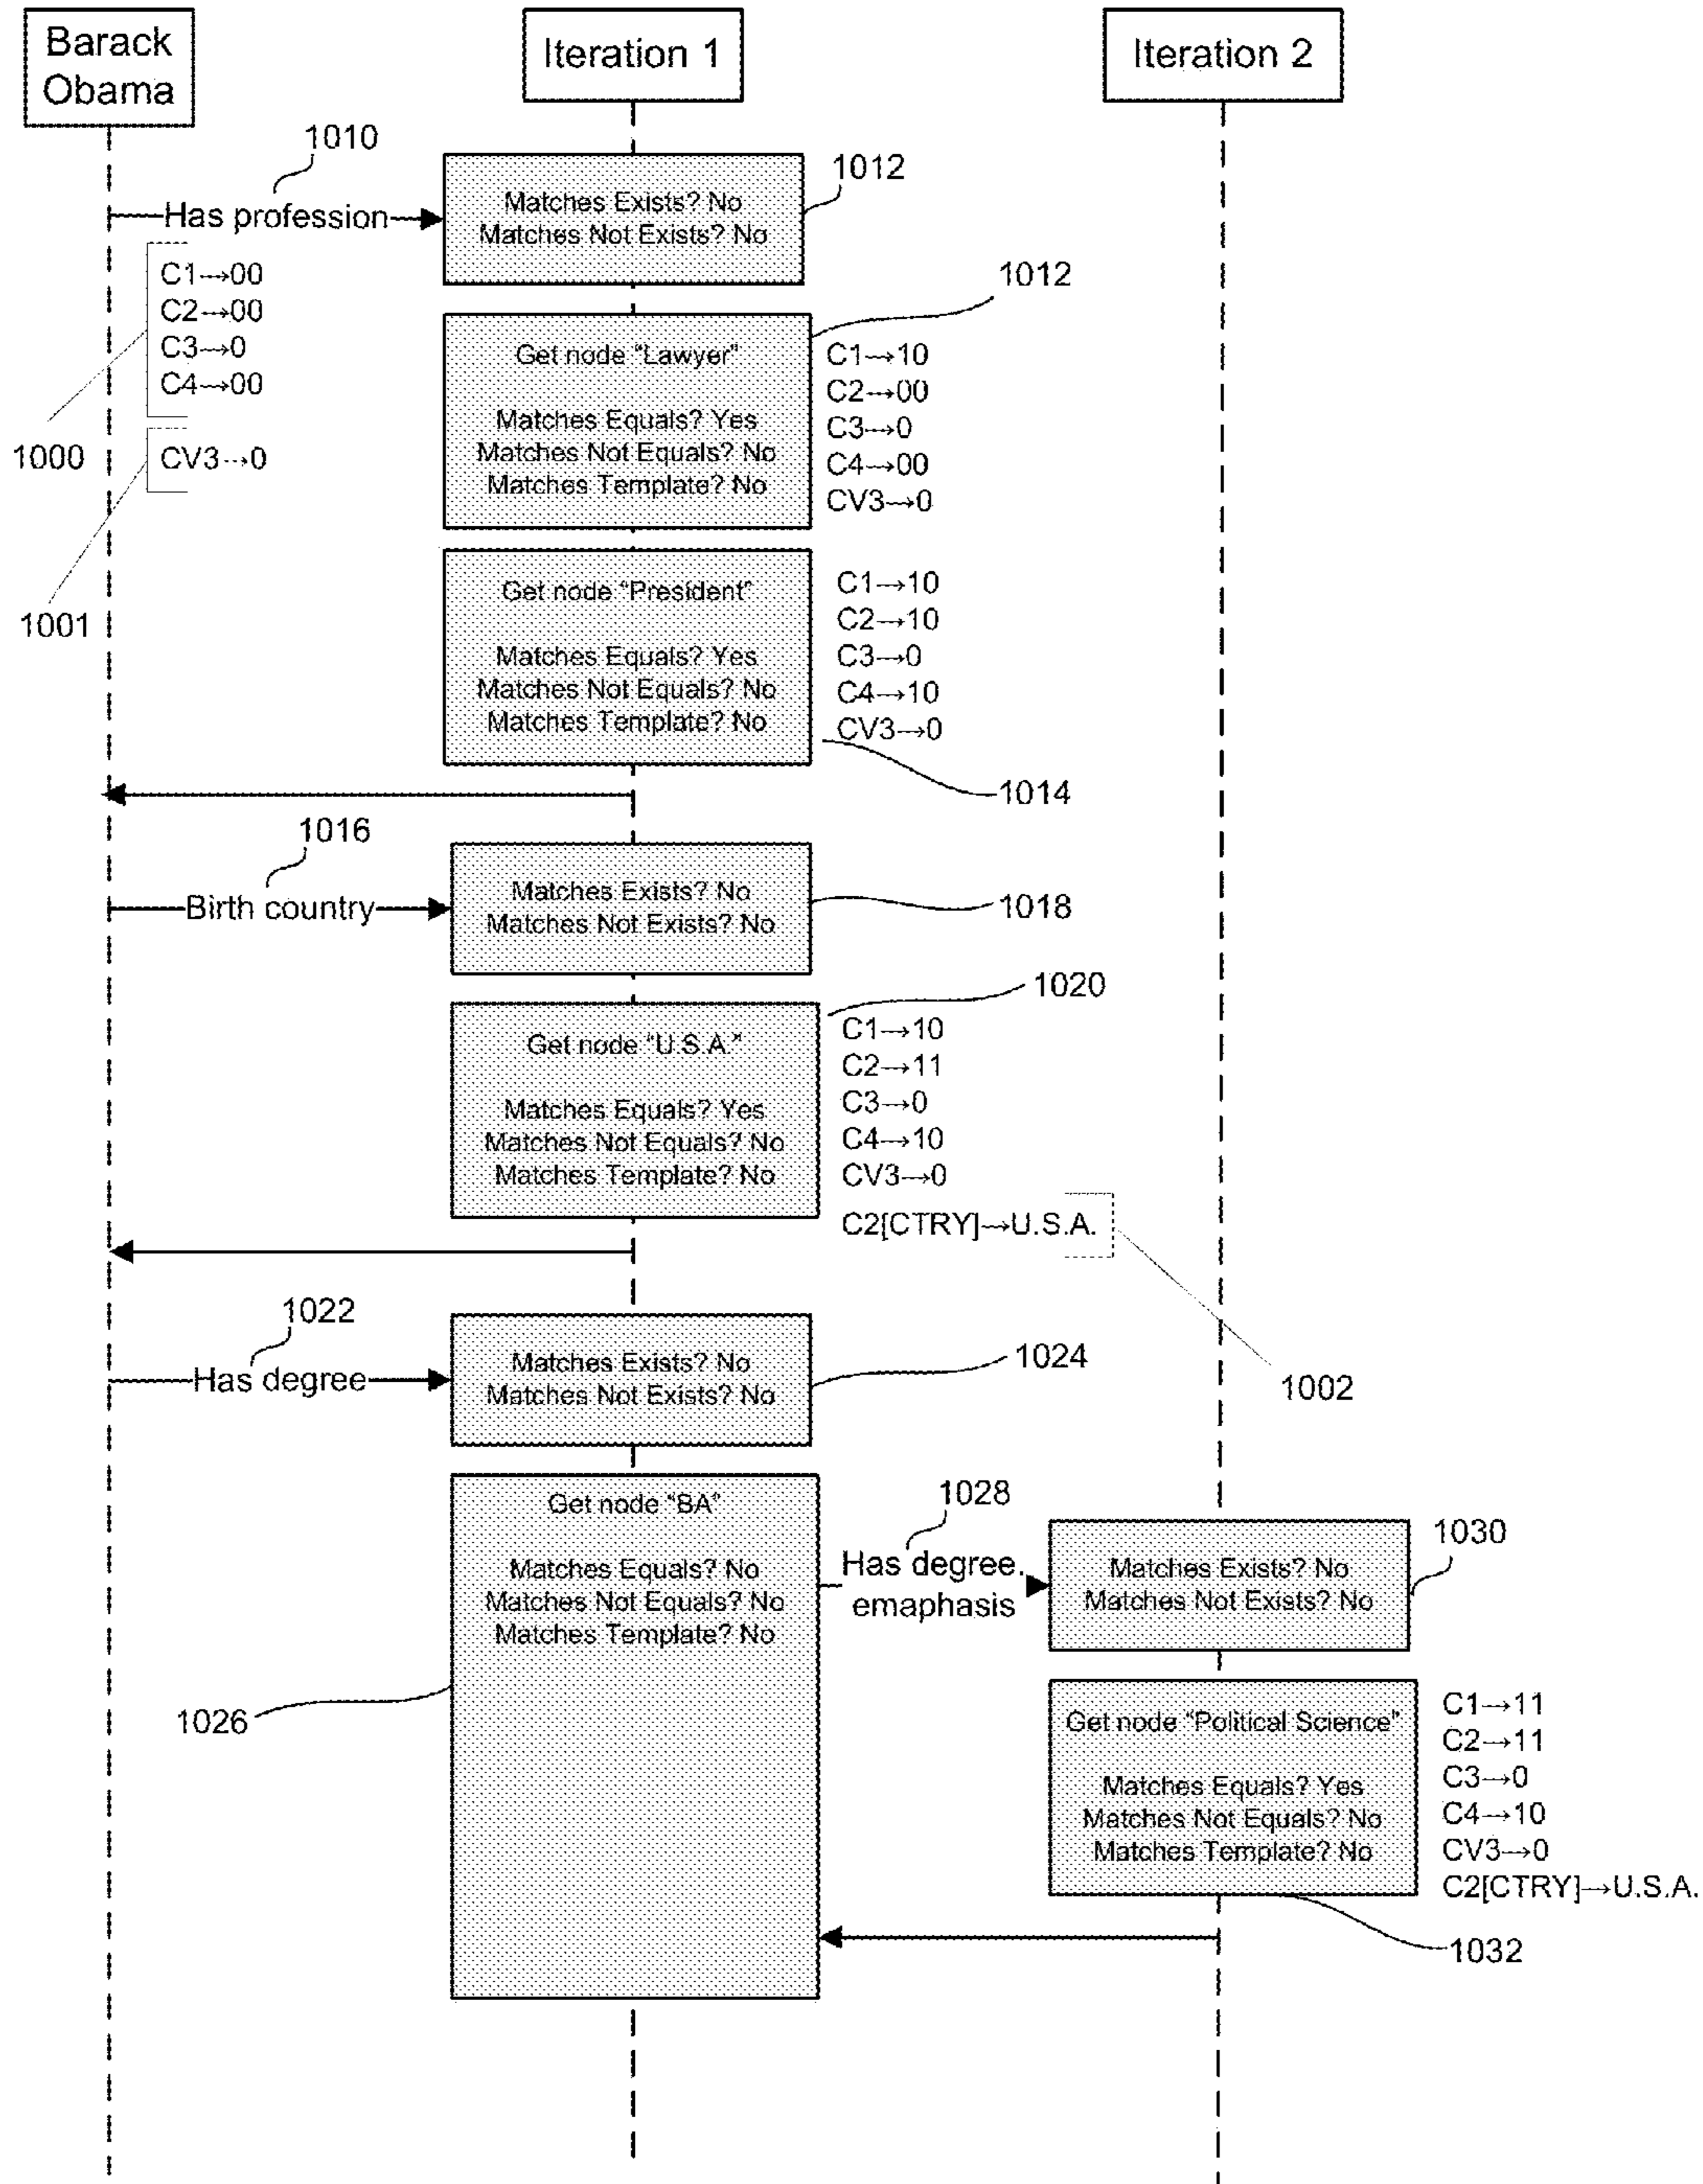 Barack
Obama
Iteration 1
Iteration 2
1010
Has profession
Matches Exists? No
Matches Not Exists? No
1012
C1→00
C2→00
C3→0
C4→00
1000
CV3→0
1001
1012
Get node “Lawyer”
Matches Equals? Yes
Matches Not Equals? No
Matches Template? No
C1→10
C2→00
C3→0
C4→00
CV3→0
Get node “President”
Matches Equals? Yes
Matches Not Equals? No
Matches Template? No
C1→10
C2→10
C3→0
C4→10
CV3→0
1014
1016
Birth country
Matches Exists? No
Matches Not Exists? No
1018
1020
Get node “U.S.A.”
Matches Equals? Yes
Matches Not Equals? No
Matches Template? No
C1→10
C2→11
C3→0
C4→10
CV3→0
C2[CTRY]→U.S.A.
1002
1022
Has degree
Matches Exists? No
Matches Not Exists? No
1024
Get node “BA”
Matches Equals? No
Matches Not Equals? No
Matches Template? No
1026
1028
Has degree.
emaphasis
Matches Exists? No
Matches Not Exists? No
1030
Get node “Political Science”
Matches Equals? Yes
Matches Not Equals? No
Matches Template? No
C1→11
C2→11
C3→0
C4→10
CV3→0
C2[CTRY]→U.S.A.
1032